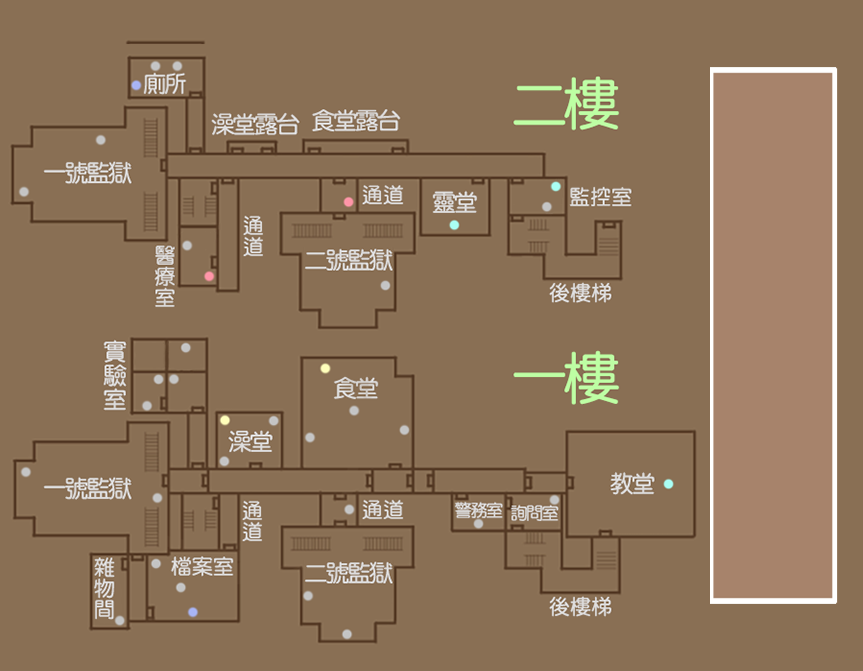 二樓
廁所
澡堂露台
食堂露台
一號監獄
通道
靈堂
監控室
通道
醫療室
二號監獄
後樓梯
一樓
實驗室
食堂
澡堂
一號監獄
教堂
通道
通道
警務室
詢問室
檔案室
雜物間
二號監獄
後樓梯